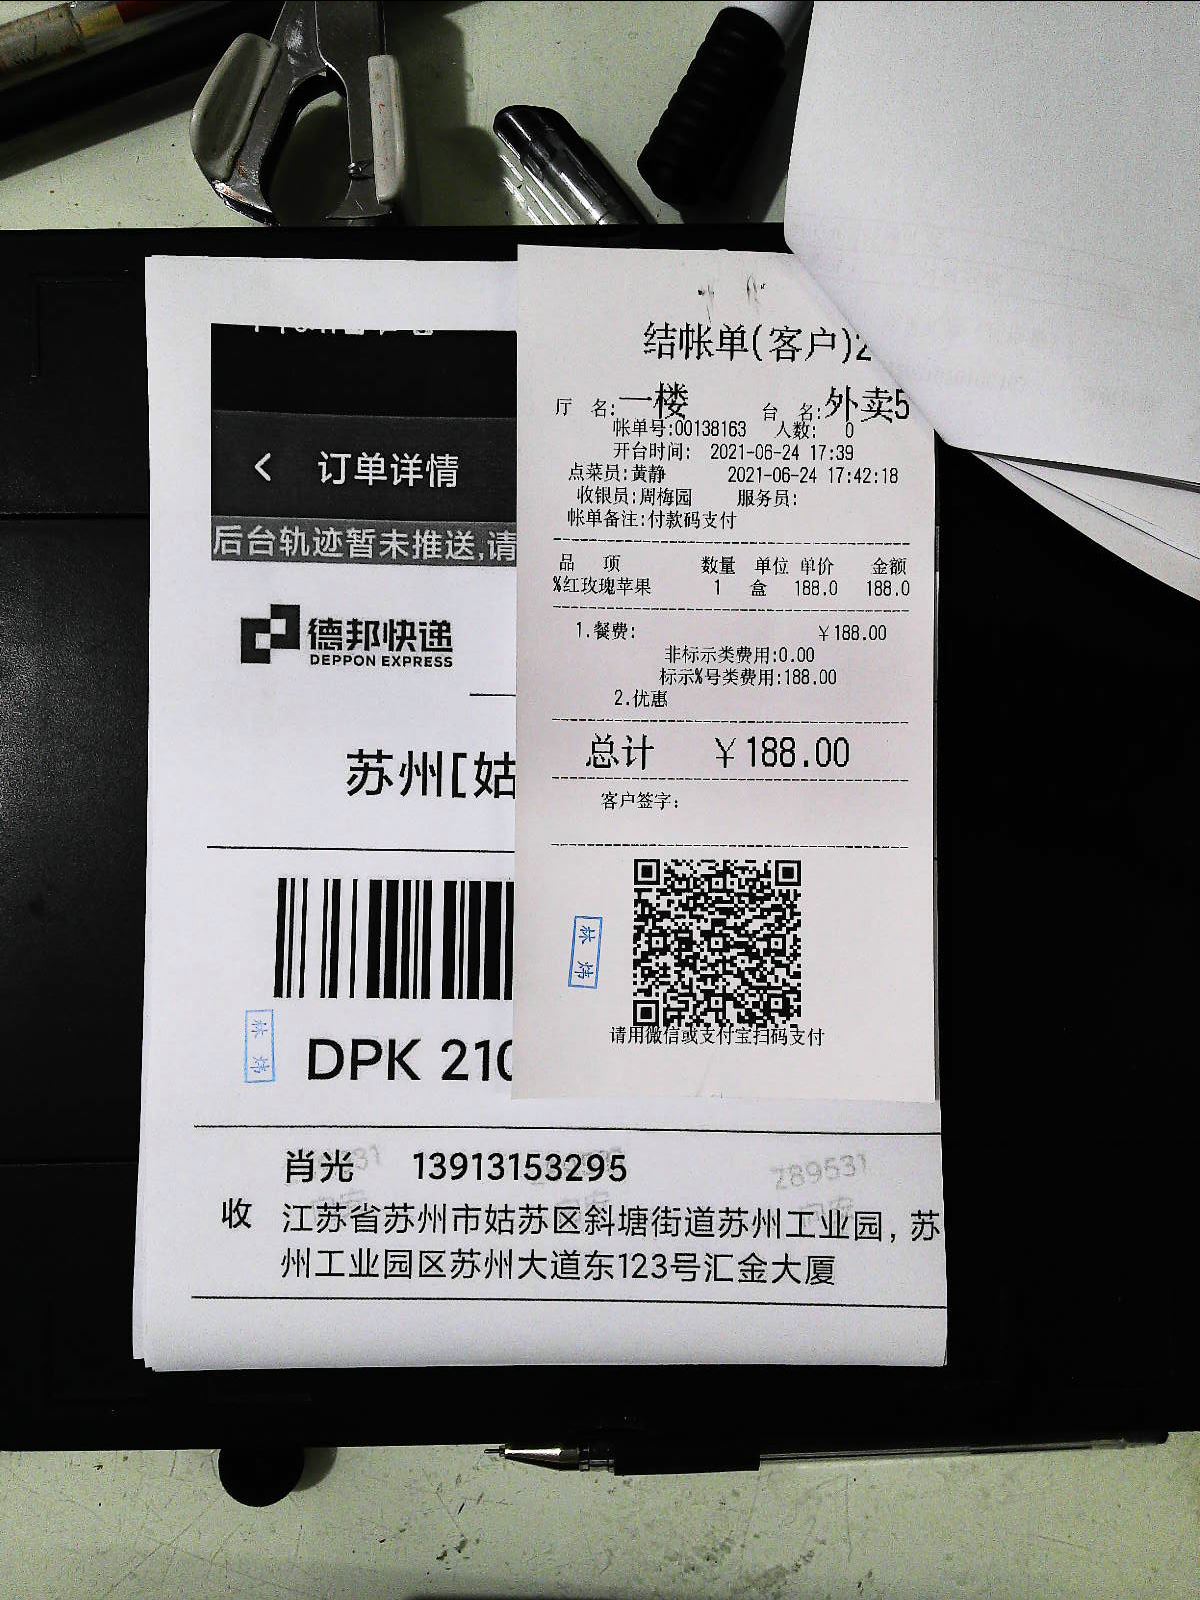 订单详情
后台轨迹暂未推送,请
德邦快递
DEPPON EXPRESS
苏州[姑
DPK 210
林炜
肖光 13913153295
收 江苏省苏州市姑苏区斜塘街道苏州工业园, 苏
州工业园区苏州大道东123号汇金大厦
289531
结帐单(客户)2
厅 名:一楼 台 名:外卖5
帐单号:00138163 人数: 0
开台时间: 2021-06-24 17:39
点菜员:黄静 2021-06-24 17:42:18
收银员:周梅园 服务员:
帐单备注:付款码支付
品 项 数量 单位 单价 金额
%红玫瑰苹果 1 盒 188.0 188.0
1.餐费: ￥188.00
非标示类费用:0.00
标示%号类费用:188.00
2.优惠
总计 ￥188.00
客户签字:
林炜
请用微信或支付宝扫码支付